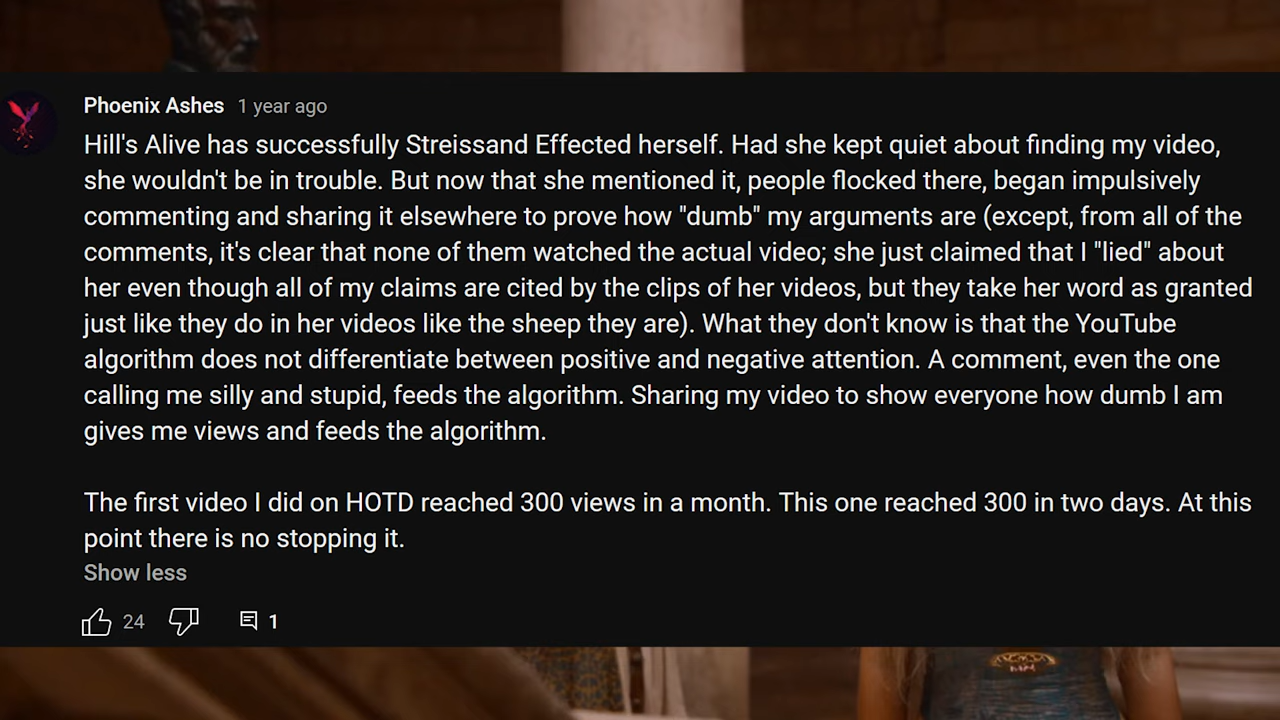 Phoenix Ashes 1 year ago
Hill's Alive has successfully Streissand Effected herself. Had she kept quiet about finding my video,
she wouldn't be in trouble. But now that she mentioned it, people flocked there, began impulsively
commenting and sharing it elsewhere to prove how "dumb" my arguments are (except, from all of the
comments, it's clear that none of them watched the actual video; she just claimed that I "lied" about
her even though all of my claims are cited by the clips of her videos, but they take her word as granted
just like they do in her videos like the sheep they are). What they don't know is that the YouTube
algorithm does not differentiate between positive and negative attention. A comment, even the one
calling me silly and stupid, feeds the algorithm. Sharing my video to show everyone how dumb I am
gives me views and feeds the algorithm.
The first video I did on HOTD reached 300 views in a month. This one reached 300 in two days. At this
point there is no stopping it.
Show less
24 1